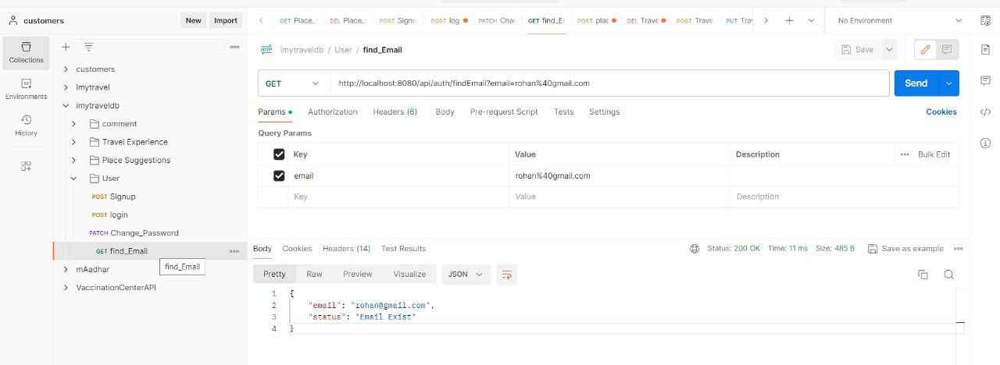 customers
New
Import
GET Place_
DEL Place_
POST Signu
POST log
PATCH Cha
GET find_E
POST plac
DEL Trave
POST Trave
PUT Tra
No Environment
Collections
Environments
History
customers
imytravel
imytraveldb
comment
Travel Experience
Place Suggestions
User
POST Signup
POST login
PATCH Change_Password
GET find_Email
find_Email
mAadhar
VaccinationCenterAPI
HTTP imytraveldb / User / find_Email
Save
GET http://localhost:8080/api/auth/findEmail?email=rohan%40gmail.com
Send
Params Authorization Headers (6) Body Pre-request Script Tests Settings Cookies
Query Params
Key Value Description Bulk Edit
email rohan%40gmail.com
Key Value Description
Body Cookies Headers (14) Test Results Status: 200 OK Time: 11 ms Size: 485 B Save as example
Pretty Raw Preview Visualize JSON
1 {
2 "email": "rohan@gmail.com",
3 "status": "Email Exist"
4 }